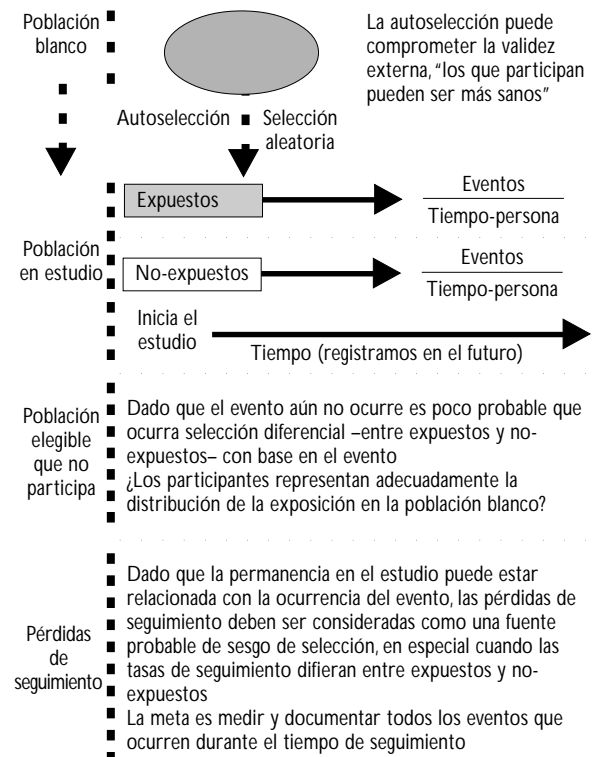 Población
blanco
La autoselección puede
comprometer la validez
externa, "los que participan
pueden ser más sanos"
Autoselección
Selección
aleatoria
Expuestos
Eventos
Tiempo-persona
Población
en estudio
No-expuestos
Eventos
Tiempo-persona
Inicia el
estudio
Tiempo (registramos en el futuro)
Población
elegible
que no
participa
Dado que el evento aún no ocurre es poco probable que
ocurra selección diferencial –entre expuestos y no-
expuestos– con base en el evento
¿Los participantes representan adecuadamente la
distribución de la exposición en la población blanco?
Pérdidas
de
seguimiento
Dado que la permanencia en el estudio puede estar
relacionada con la ocurrencia del evento, las pérdidas de
seguimiento deben ser consideradas como una fuente
probable de sesgo de selección, en especial cuando las
tasas de seguimiento difieran entre expuestos y no-
expuestos
La meta es medir y documentar todos los eventos que
ocurren durante el tiempo de seguimiento